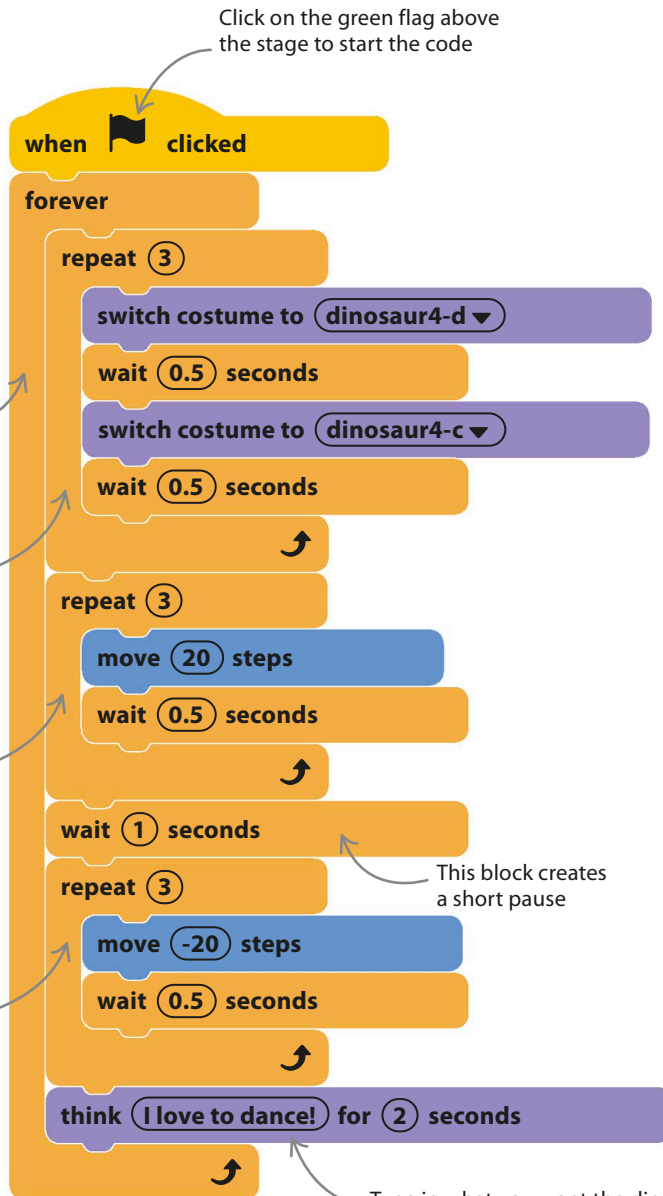 Click on the green flag above
the stage to start the code
when clicked
forever
repeat 3
switch costume to dinosaur4-d
wait 0.5 seconds
switch costume to dinosaur4-c
wait 0.5 seconds
repeat 3
move 20 steps
wait 0.5 seconds
wait 1 seconds
This block creates
a short pause
repeat 3
move -20 steps
wait 0.5 seconds
think I love to dance! for 2 seconds